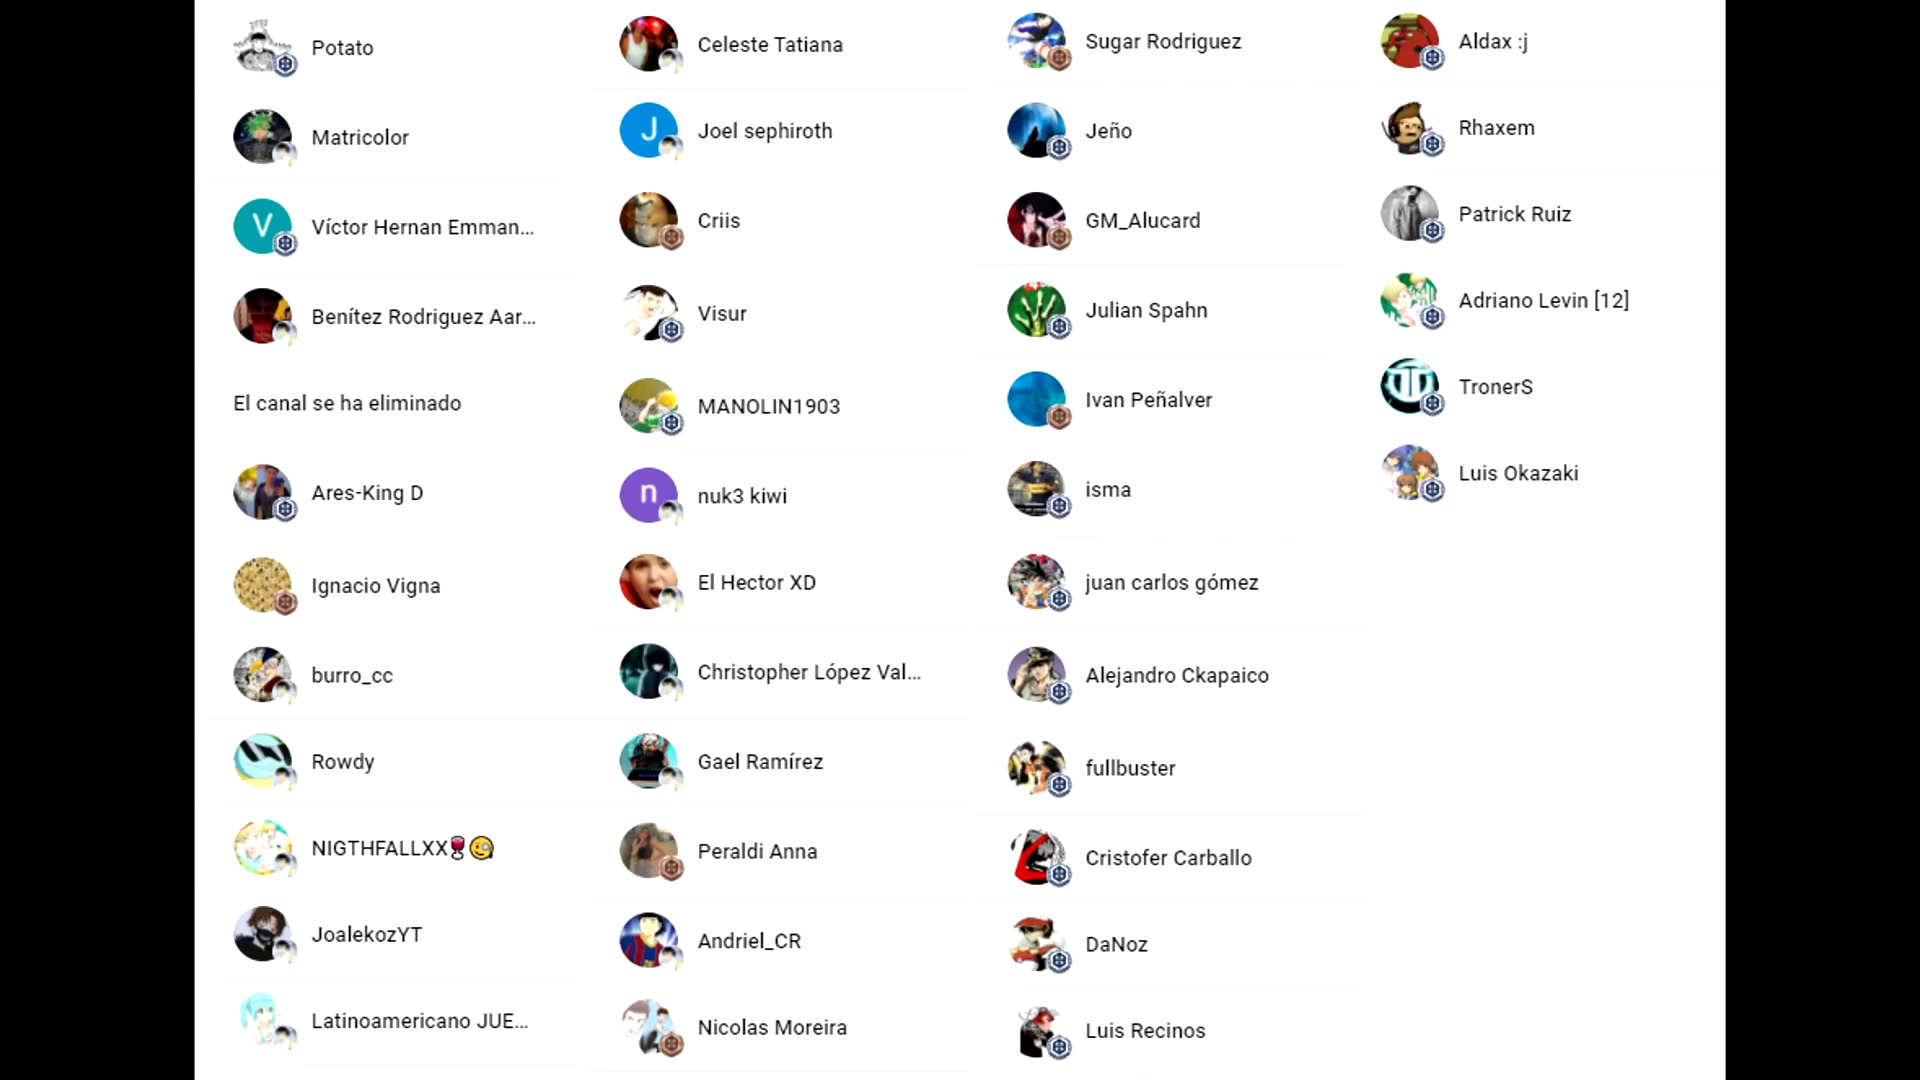 Potato
Matricolor
Víctor Hernan Emman...
Benítez Rodriguez Aar...
El canal se ha eliminado
Ares-King D
Ignacio Vigna
burro_cc
Rowdy
NIGTHFALLXX🍷🧐
JoalekozYT
Latinoamericano JUE...
Celeste Tatiana
J
Joel sephiroth
Criis
Visur
MANOLIN1903
n
nuk3 kiwi
El Hector XD
Christopher López Val...
Gael Ramírez
Peraldi Anna
Andriel_CR
Nicolas Moreira
Sugar Rodriguez
Jeño
GM_Alucard
Julian Spahn
Ivan Peñalver
isma
juan carlos gómez
Alejandro Ckapaico
fullbuster
Cristofer Carballo
DaNoz
Luis Recinos
Aldax :j
Rhaxem
Patrick Ruiz
Adriano Levin [12]
TronerS
Luis Okazaki
V